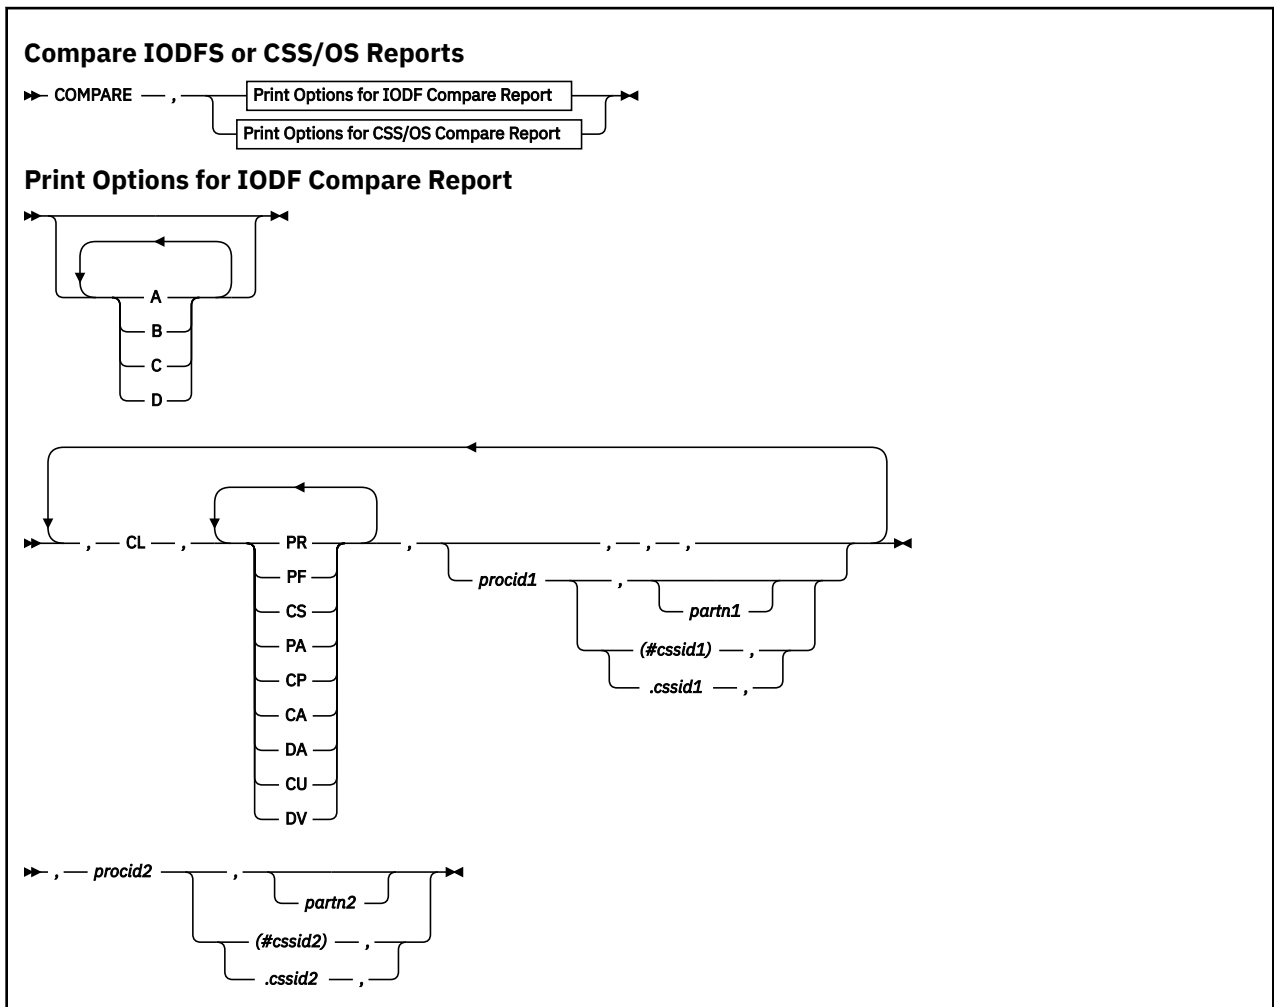 Compare IODFS or CSS/OS Reports
COMPARE , Print Options for IODF Compare Report
Print Options for CSS/OS Compare Report
Print Options for IODF Compare Report
A
B
C
D
, CL , PR , , , ,
PF procid1 ,
CS partn1
PA (#cssid1) ,
CP .cssid1 ,
CA
DA
CU
DV
, procid2 ,
partn2
(#cssid2) ,
.cssid2 ,